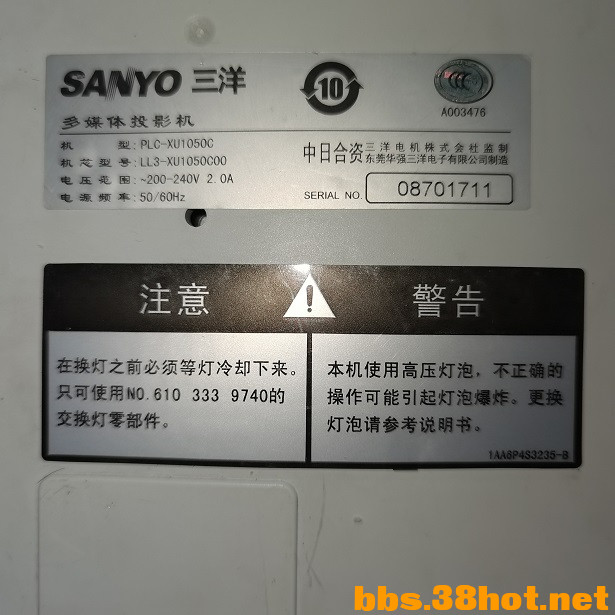 SANYO 三洋
10
A003476
多媒体投影机
机 型: PLC-XU1050C
机芯型号: LL3-XU1050C00
电压范围: ~200-240V 2.0A
电源频率: 50/60Hz
中日合资
三洋电机株式会社监制
东莞华强三洋电子有限公司制造
SERIAL NO. 08701711
注意
警告
在换灯之前必须等灯冷却下来。
只可使用NO.610 333 9740的
交换灯零部件。
本机使用高压灯泡,不正确的
操作可能引起灯泡爆炸。更换
灯泡请参考说明书。
1AA6P4S3235-B
bbs.38hot.net